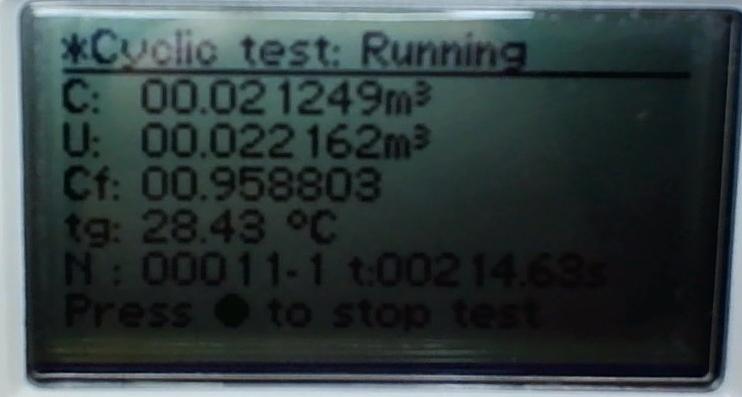 *Cyclic test: Running
C: 00.021249m³
U: 00.022162m³
Cf: 00.958803
tg: 28.43 °C
N : 00011-1 t:00214.63s
Press ● to stop test